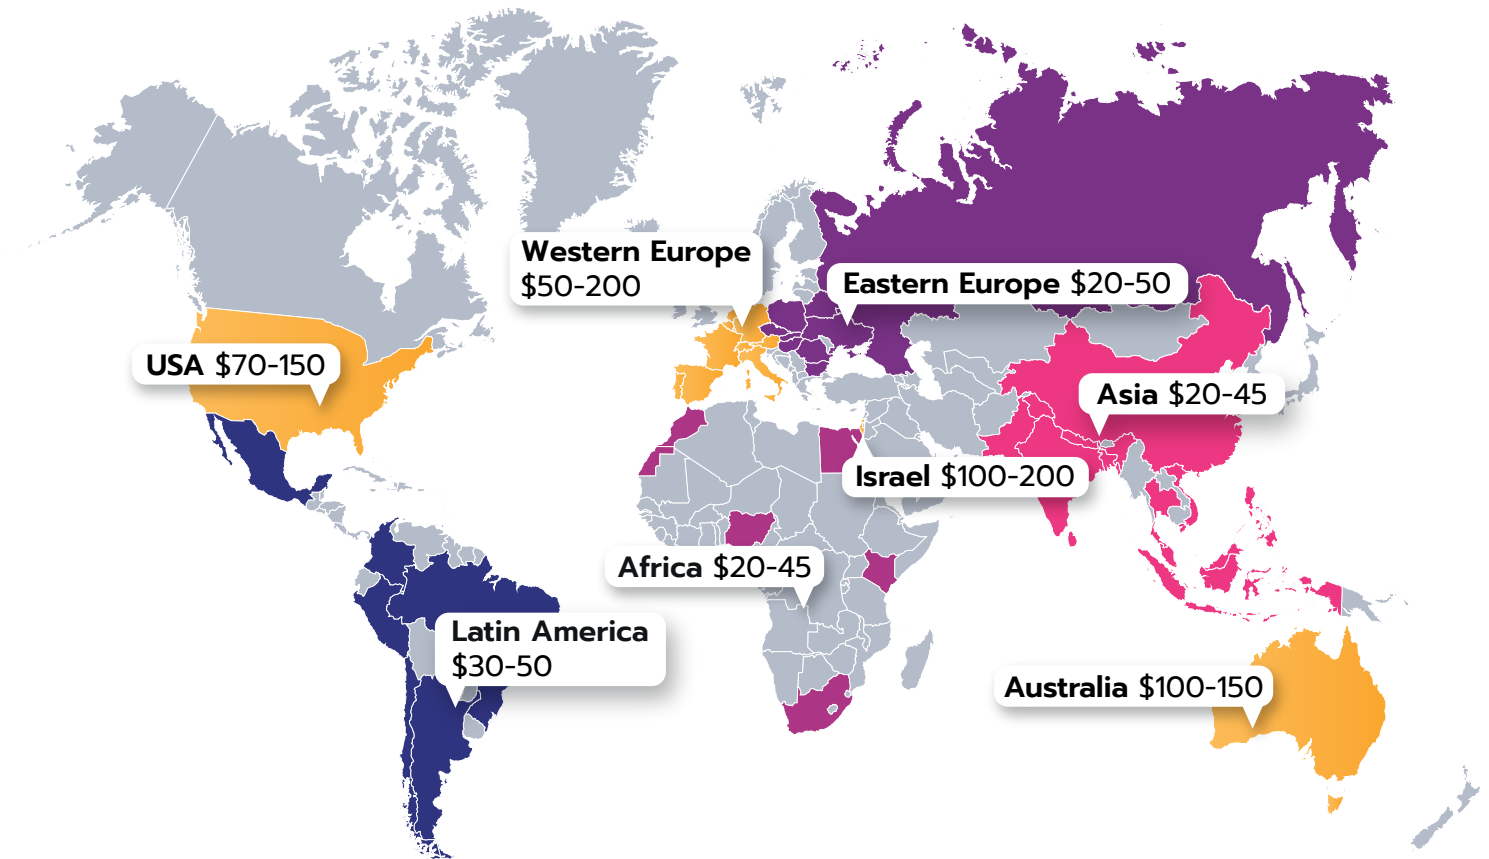 Western Europe
$50-200
Eastern Europe $20-50
USA $70-150
Asia $20-45
Israel $100-200
Africa $20-45
Latin America
$30-50
Australia $100-150